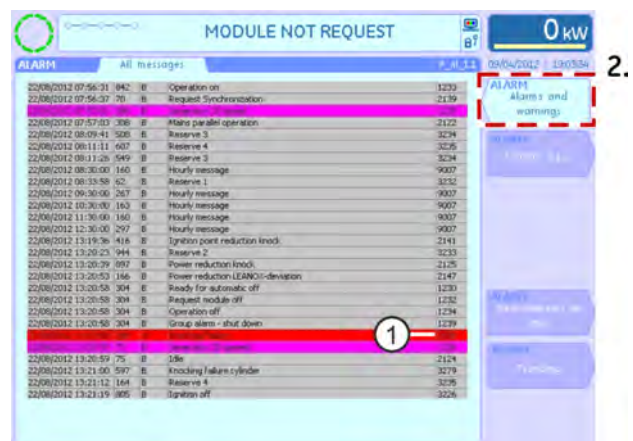 MODULE NOT REQUEST
0 kW
ALARM All messages 09/04/2012
2.
22/08/2012 07:56:31 842 B Operation on 1233
22/08/2012 07:56:37 70 B Request Synchronization 2139
22/08/2012 07:57:03 308 B Mains parallel operation 2122
22/08/2012 08:09:41 508 B Reserve 3 3234
22/08/2012 08:11:11 607 B Reserve 4 3235
22/08/2012 08:11:26 549 B Reserve 3 3234
22/08/2012 08:30:00 160 B Hourly message 9007
22/08/2012 08:33:58 62 B Reserve 1 3232
22/08/2012 09:30:00 267 B Hourly message 9007
22/08/2012 10:30:00 163 B Hourly message 9007
22/08/2012 11:30:00 160 B Hourly message 9007
22/08/2012 12:30:00 297 B Hourly message 9007
22/08/2012 13:19:36 416 B Ignition point reduction knock. 2141
22/08/2012 13:20:23 944 B Reserve 2 3233
22/08/2012 13:20:39 897 B Power reduction knock. 2125
22/08/2012 13:20:53 166 B Power reduction LEANOX-deviation 2147
22/08/2012 13:20:58 304 B Ready for automatic off 1230
22/08/2012 13:20:58 304 B Request module off 1232
22/08/2012 13:20:58 304 B Operation off 1234
22/08/2012 13:20:58 304 B Group alarm - shut down 1239
1
22/08/2012 13:20:59 75 B Idle 2124
22/08/2012 13:21:00 597 B Knocking failure cylinder 3279
22/08/2012 13:21:12 164 B Reserve 4 3235
22/08/2012 13:21:19 805 B Ignition off 3226
ALARM
Alarms and
warnings